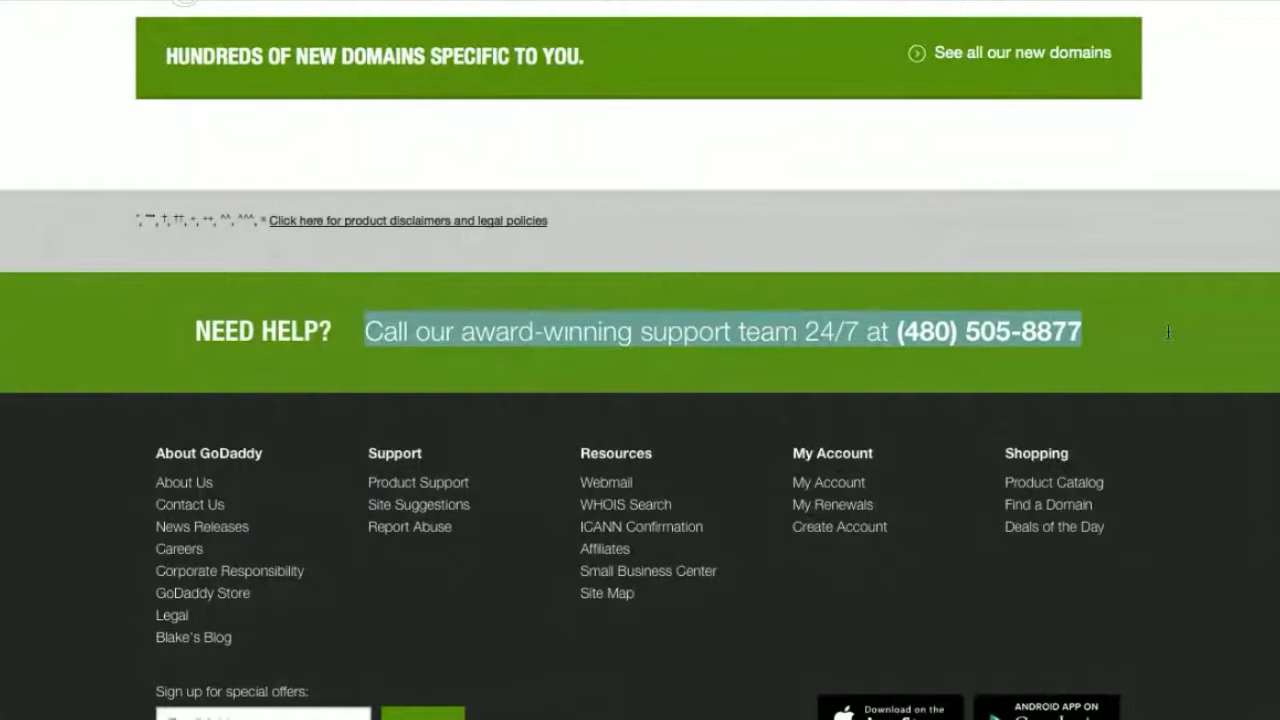 HUNDREDS OF NEW DOMAINS SPECIFIC TO YOU.
See all our new domains
Click here for product disclaimers and legal policies
NEED HELP? Call our award-winning support team 24/7 at (480) 505-8877
About GoDaddy
About Us
Contact Us
News Releases
Careers
Corporate Responsibility
GoDaddy Store
Legal
Blake's Blog
Support
Product Support
Site Suggestions
Report Abuse
Resources
Webmail
WHOIS Search
ICANN Confirmation
Affiliates
Small Business Center
Site Map
My Account
My Account
My Renewals
Create Account
Shopping
Product Catalog
Find a Domain
Deals of the Day
Sign up for special offers:
Download on the
ANDROID APP ON